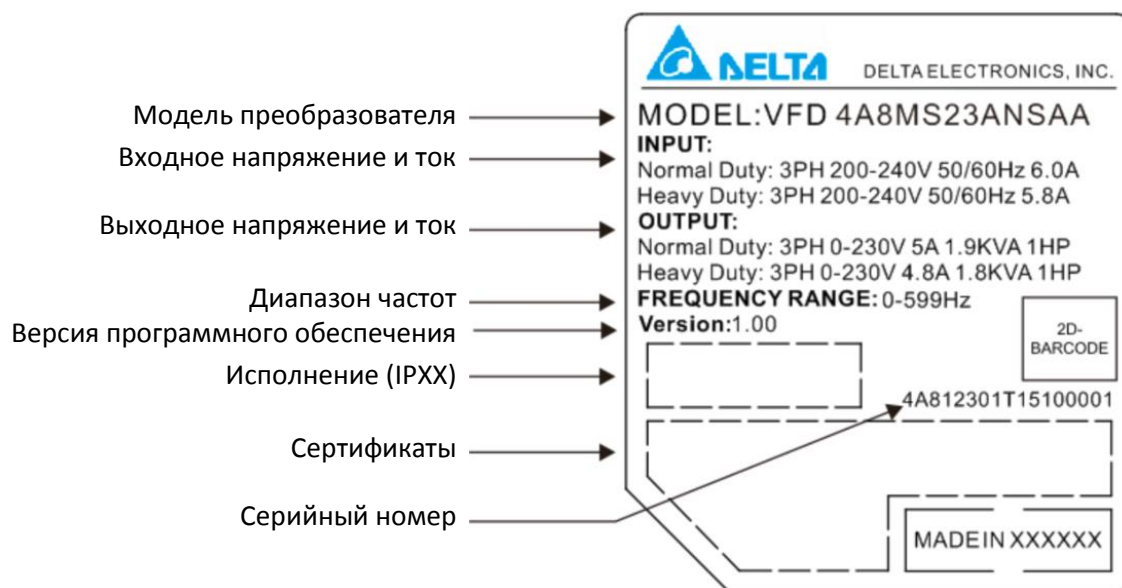 DELTA
DELTA ELECTRONICS, INC.
Модель преобразователя
MODEL:VFD 4A8MS23ANSAA
Входное напряжение и ток
INPUT:
Normal Duty: 3PH 200-240V 50/60Hz 6.0A
Heavy Duty: 3PH 200-240V 50/60Hz 5.8A
Выходное напряжение и ток
OUTPUT:
Normal Duty: 3PH 0-230V 5A 1.9KVA 1HP
Heavy Duty: 3PH 0-230V 4.8A 1.8KVA 1HP
Диапазон частот
FREQUENCY RANGE: 0-599Hz
Версия программного обеспечения
Version:1.00
2D-
BARCODE
Исполнение (IPXX)
4A812301T15100001
Сертификаты
Серийный номер
MADE IN XXXXXX